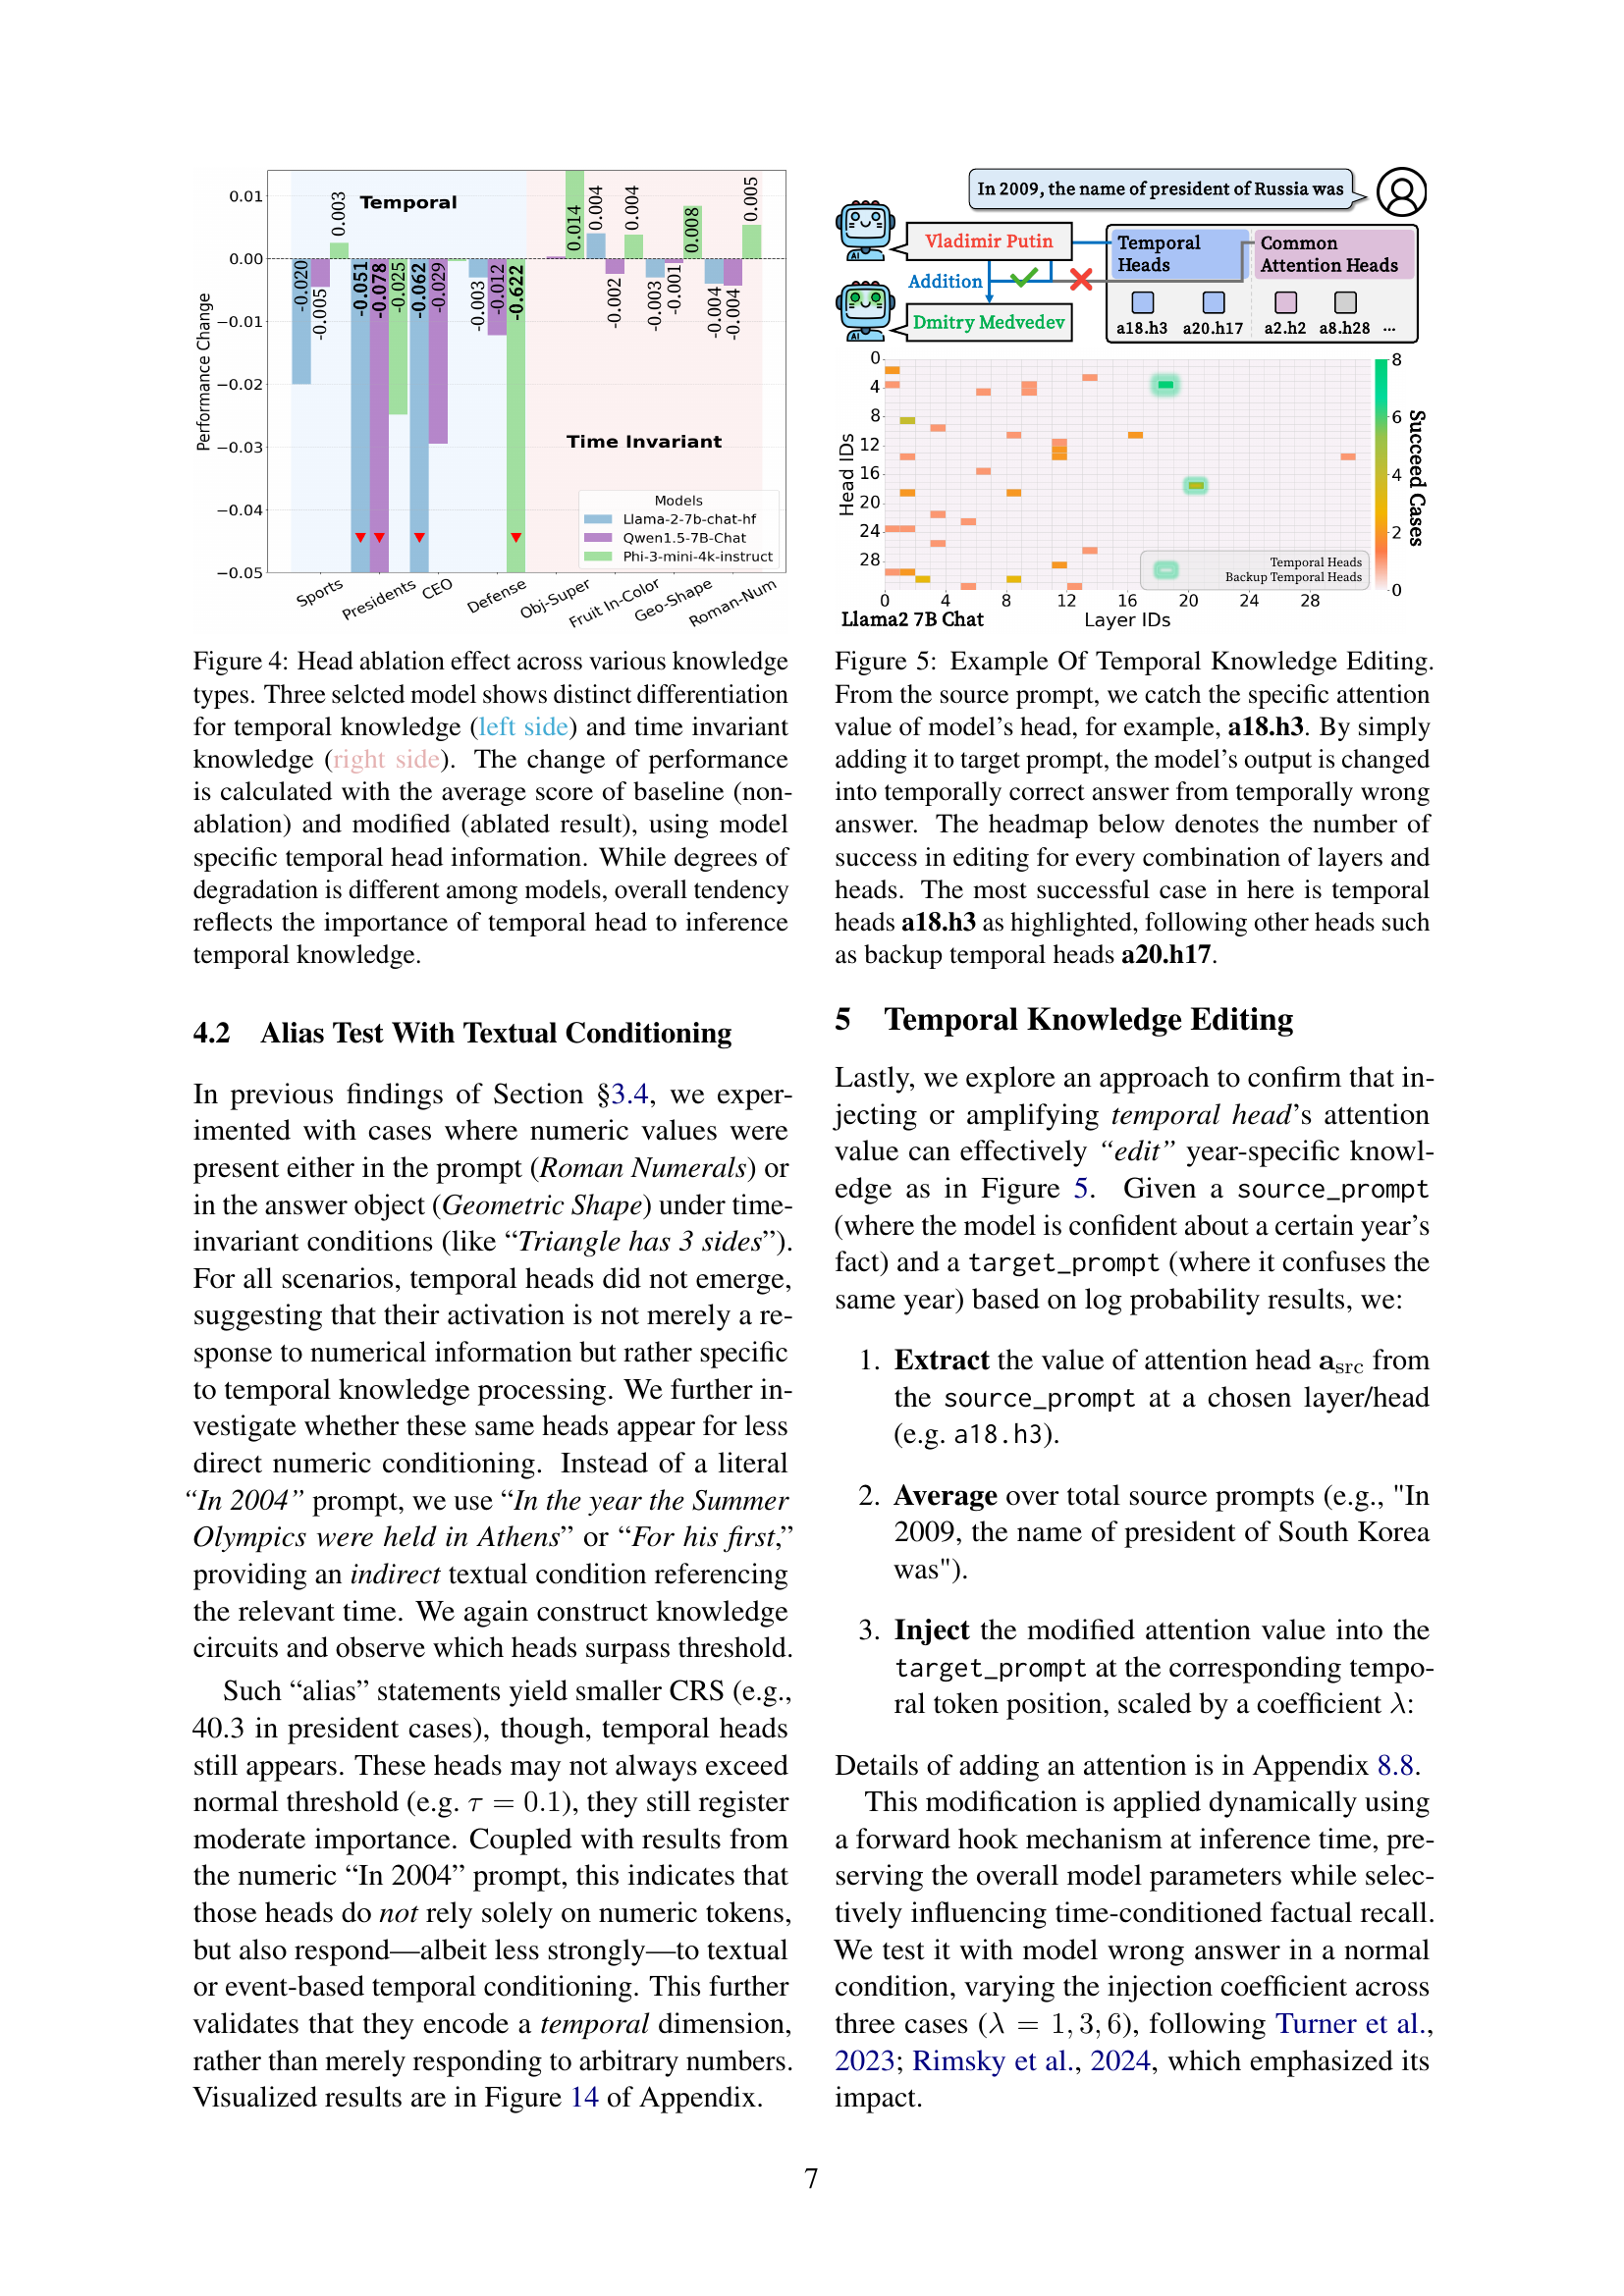 0.01
0.00
−0.01
−0.02
−0.03
−0.04
−0.05
Performance Change
Temporal
Time Invariant
-0.020
-0.005
0.003
-0.051
-0.078
-0.025
-0.062
-0.029
-0.003
-0.012
-0.622
0.014
0.004
-0.002
0.004
-0.003
-0.001
0.008
-0.004
-0.004
0.005
Models
Llama-2-7b-chat-hf
Qwen1.5-7B-Chat
Phi-3-mini-4k-instruct
Sports
Presidents
CEO
Defense
Obj-Super
Fruit In-Color
Geo-Shape
Roman-Num
Figure 4: Head ablation effect across various knowledge
types. Three selcted model shows distinct differentiation
for temporal knowledge (left side) and time invariant
knowledge (right side). The change of performance
is calculated with the average score of baseline (non-
ablation) and modified (ablated result), using model
specific temporal head information. While degrees of
degradation is different among models, overall tendency
reflects the importance of temporal head to inference
temporal knowledge.
4.2 Alias Test With Textual Conditioning
In previous findings of Section §3.4, we exper-
imented with cases where numeric values were
present either in the prompt (Roman Numerals) or
in the answer object (Geometric Shape) under time-
invariant conditions (like “Triangle has 3 sides”).
For all scenarios, temporal heads did not emerge,
suggesting that their activation is not merely a re-
sponse to numerical information but rather specific
to temporal knowledge processing. We further in-
vestigate whether these same heads appear for less
direct numeric conditioning. Instead of a literal
“In 2004” prompt, we use “In the year the Summer
Olympics were held in Athens” or “For his first,”
providing an indirect textual condition referencing
the relevant time. We again construct knowledge
circuits and observe which heads surpass threshold.
Such “alias” statements yield smaller CRS (e.g.,
40.3 in president cases), though, temporal heads
still appears. These heads may not always exceed
normal threshold (e.g. τ = 0.1), they still register
moderate importance. Coupled with results from
the numeric “In 2004” prompt, this indicates that
those heads do not rely solely on numeric tokens,
but also respond—albeit less strongly—to textual
or event-based temporal conditioning. This further
validates that they encode a temporal dimension,
rather than merely responding to arbitrary numbers.
Visualized results are in Figure 14 of Appendix.
In 2009, the name of president of Russia was
AI
Vladimir Putin
Addition
AI
Dmitry Medvedev
Temporal
Heads
Common
Attention Heads
a18.h3 a20.h17 a2.h2 a8.h28 ...
0
4
8
12
16
20
24
28
Head IDs
0 4 8 12 16 20 24 28
Layer IDs
Llama2 7B Chat
Temporal Heads
Backup Temporal Heads
8
6
4
2
0
Succeed Cases
Figure 5: Example Of Temporal Knowledge Editing.
From the source prompt, we catch the specific attention
value of model’s head, for example, a18.h3. By simply
adding it to target prompt, the model’s output is changed
into temporally correct answer from temporally wrong
answer. The headmap below denotes the number of
success in editing for every combination of layers and
heads. The most successful case in here is temporal
heads a18.h3 as highlighted, following other heads such
as backup temporal heads a20.h17.
5 Temporal Knowledge Editing
Lastly, we explore an approach to confirm that in-
jecting or amplifying temporal head’s attention
value can effectively “edit” year-specific knowl-
edge as in Figure 5. Given a source_prompt
(where the model is confident about a certain year’s
fact) and a target_prompt (where it confuses the
same year) based on log probability results, we:
1. Extract the value of attention head a_src from
the source_prompt at a chosen layer/head
(e.g. a18.h3).
2. Average over total source prompts (e.g., "In
2009, the name of president of South Korea
was").
3. Inject the modified attention value into the
target_prompt at the corresponding tempo-
ral token position, scaled by a coefficient λ:
Details of adding an attention is in Appendix 8.8.
This modification is applied dynamically using
a forward hook mechanism at inference time, pre-
serving the overall model parameters while selec-
tively influencing time-conditioned factual recall.
We test it with model wrong answer in a normal
condition, varying the injection coefficient across
three cases (λ = 1, 3, 6), following Turner et al.,
2023; Rimsky et al., 2024, which emphasized its
impact.
7